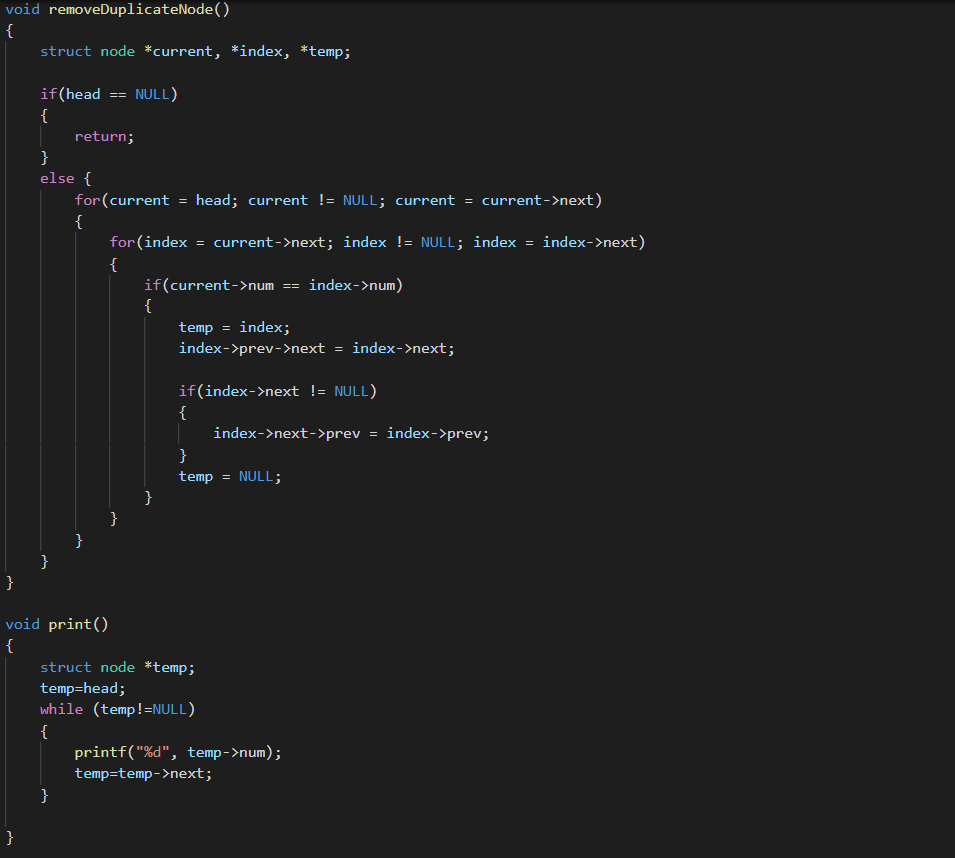 void removeDuplicateNode()
{
    struct node *current, *index, *temp;

    if(head == NULL)
    {
        return;
    }
    else {
        for(current = head; current != NULL; current = current->next)
        {
            for(index = current->next; index != NULL; index = index->next)
            {
                if(current->num == index->num)
                {
                    temp = index;
                    index->prev->next = index->next;

                    if(index->next != NULL)
                    {
                        index->next->prev = index->prev;
                    }
                    temp = NULL;
                }
            }
        }
    }
}

void print()
{
    struct node *temp;
    temp=head;
    while (temp!=NULL)
    {
        printf("%d", temp->num);
        temp=temp->next;
    }

}